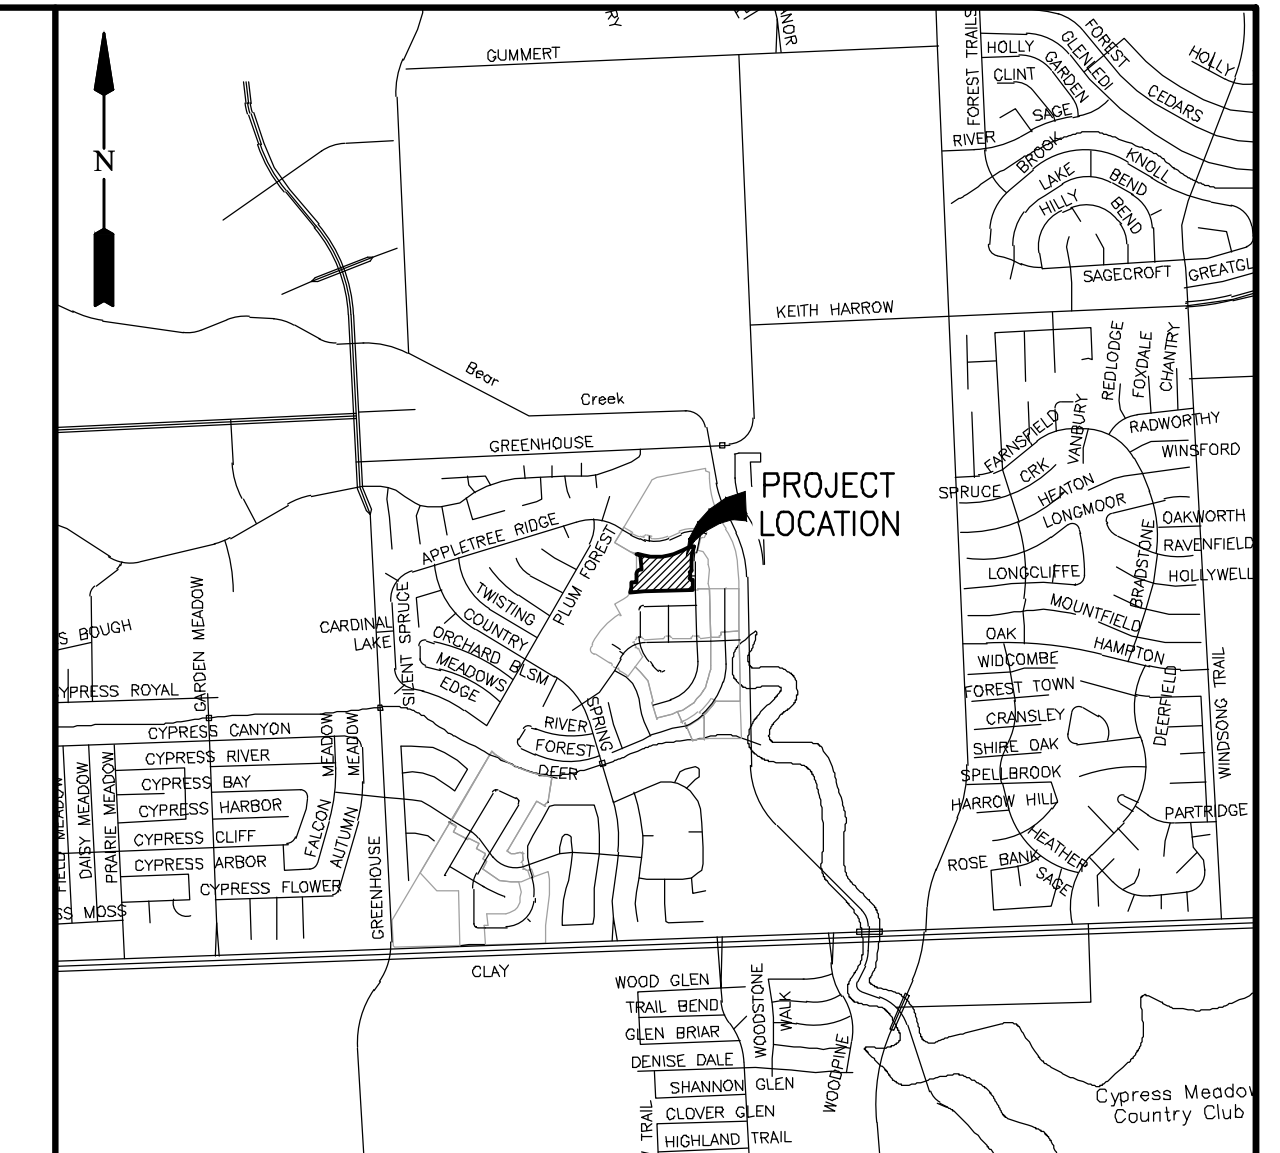 GUMMERT
FOREST TRAILS
HOLLY
GLEN
LEDI
FOREST
HOLLY
CLINT
GARDEN
CEDARS
SAGE
RIVER
BROOK
KNOLL
LAKE
BEND
HILLY
BEND
SAGECROFT
N
KEITH HARROW
Bear
Creek
REDLODGE
FOXDALE
CHANTRY
VANBURY
FARNSFIELD
RADWORTHY
GREENHOUSE
WINSFORD
CRK
SPRUCE
HEATON
LONGMOOR
PROJECT
LOCATION
OAKWORTH
APPLETREE RIDGE
PLUM FOREST
RAVENFIELD
BRADSTONE
LONGCLIFFE
HOLLYWELL
TWISTING
COUNTRY
MOUNTFIELD
CARDINAL
LAKE
SILENT SPRUCE
GARDEN MEADOW
S BOUGH
ORCHARD BLSM
OAK
HAMPTON
MEADOWS
EDGE
WIDCOMBE
YPRESS ROYAL
FOREST TOWN
DEERFIELD
WINDSONG TRAIL
SPRING
RIVER
CRANSLEY
CYPRESS CANYON
FOREST
SHIRE OAK
CYPRESS RIVER
MEADOW
MEADOW
DEER
SPELLBROOK
CYPRESS BAY
HARROW HILL
CYPRESS HARBOR
FALCON
AUTUMN
PARTRIDGE
FIELD MEADOW
DAISY MEADOW
PRAIRIE MEADOW
CYPRESS CLIFF
HEATHER
CYPRESS ARBOR
ROSE BANK
SAGE
CYPRESS FLOWER
GREENHOUSE
SS MOSS
CLAY
WOOD GLEN
WOODSTONE
WALK
TRAIL BEND
GLEN BRIAR
DENISE DALE
WOODPINE
SHANNON GLEN
CLOVER GLEN
TRAIL
HIGHLAND TRAIL
Cypress Meadow
Country Club